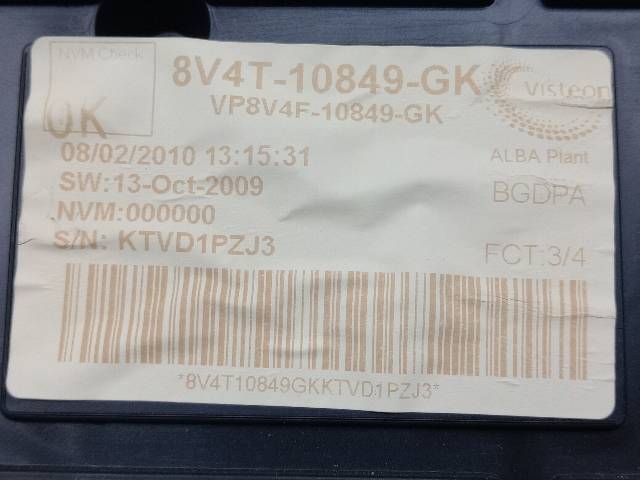 NVM Check
OK
8V4T-10849-GK
VP8V4F-10849-GK
Visteon
08/02/2010 13:15:31
ALBA Plant
SW:13-Oct-2009
BGDPA
NVM:000000
S/N: KTVD1PZJ3
FCT:3/4
*8V4T10849GKKTVD1PZJ3*